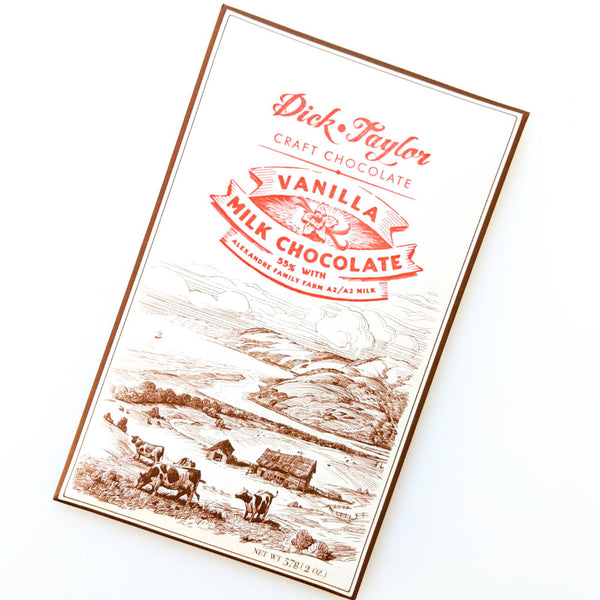 Dick • Taylor
CRAFT CHOCOLATE
VANILLA
MILK CHOCOLATE
55% WITH
ALEXANDRE FAMILY FARM A2/A2 MILK
NET WT 57g (2 OZ)